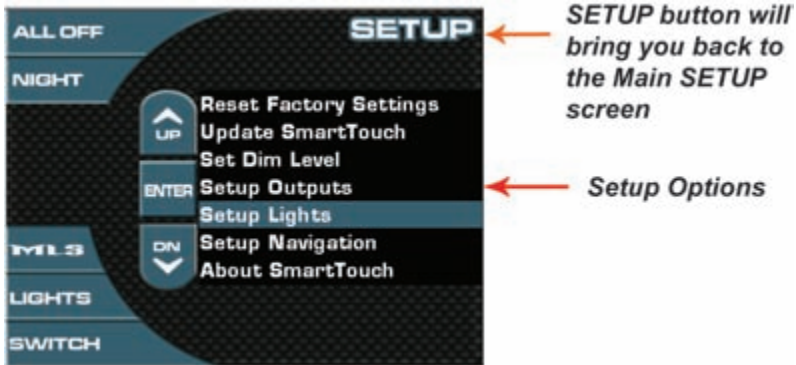 ALL OFF
NIGHT
SETUP
SETUP button will
bring you back to
the Main SETUP
screen
UP
ENTER
DN
Reset Factory Settings
Update SmartTouch
Set Dim Level
Setup Outputs
Setup Lights
Setup Navigation
About SmartTouch
Setup Options
MLS
LIGHTS
SWITCH